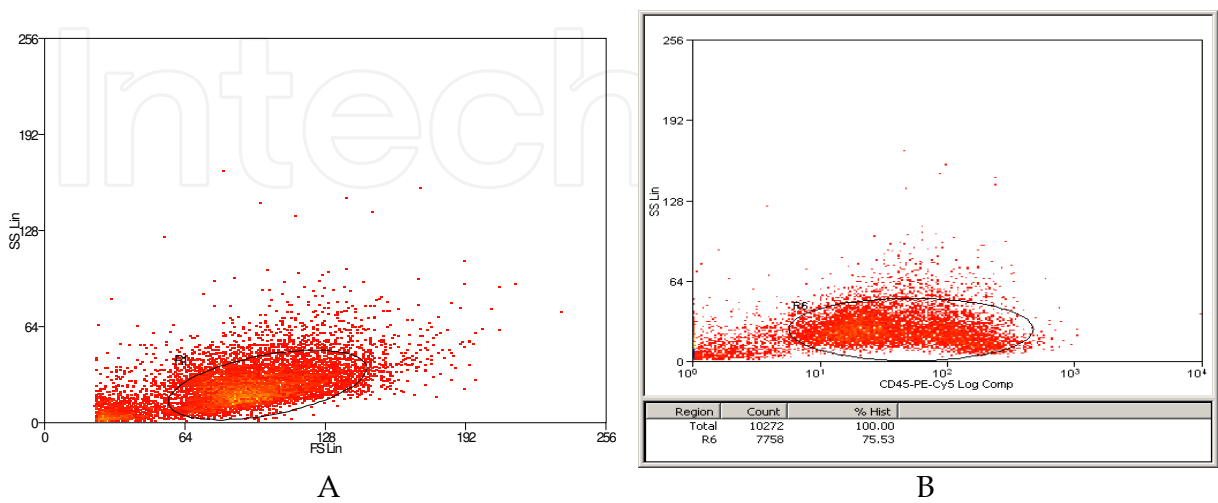 Intech
256
192
SS Lin
128
64
R1
0
0 64 128 192 256
FS Lin
A
256
192
SS Lin
128
64
R6
0
10^0 10^1 10^2 10^3 10^4
CD45-PE-Cy5 Log Comp
Region Count % Hist
Total 10272 100.00
R6 7758 75.53
B